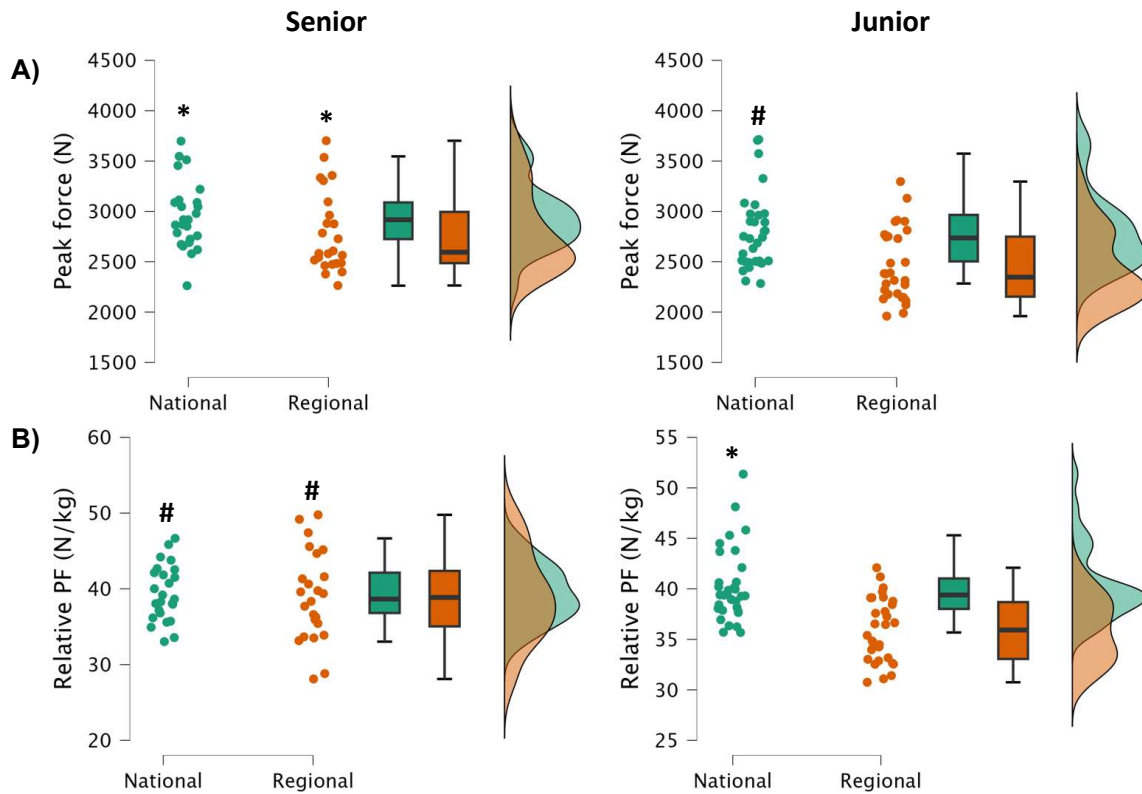 Senior
Junior
A)
Peak force (N)
4500
4000
3500
3000
2500
2000
1500
*
*
National
Regional
Peak force (N)
4500
4000
3500
3000
2500
2000
1500
#
National
Regional
B)
Relative PF (N/kg)
60
50
40
30
20
#
#
National
Regional
Relative PF (N/kg)
55
50
45
40
35
30
25
*
National
Regional